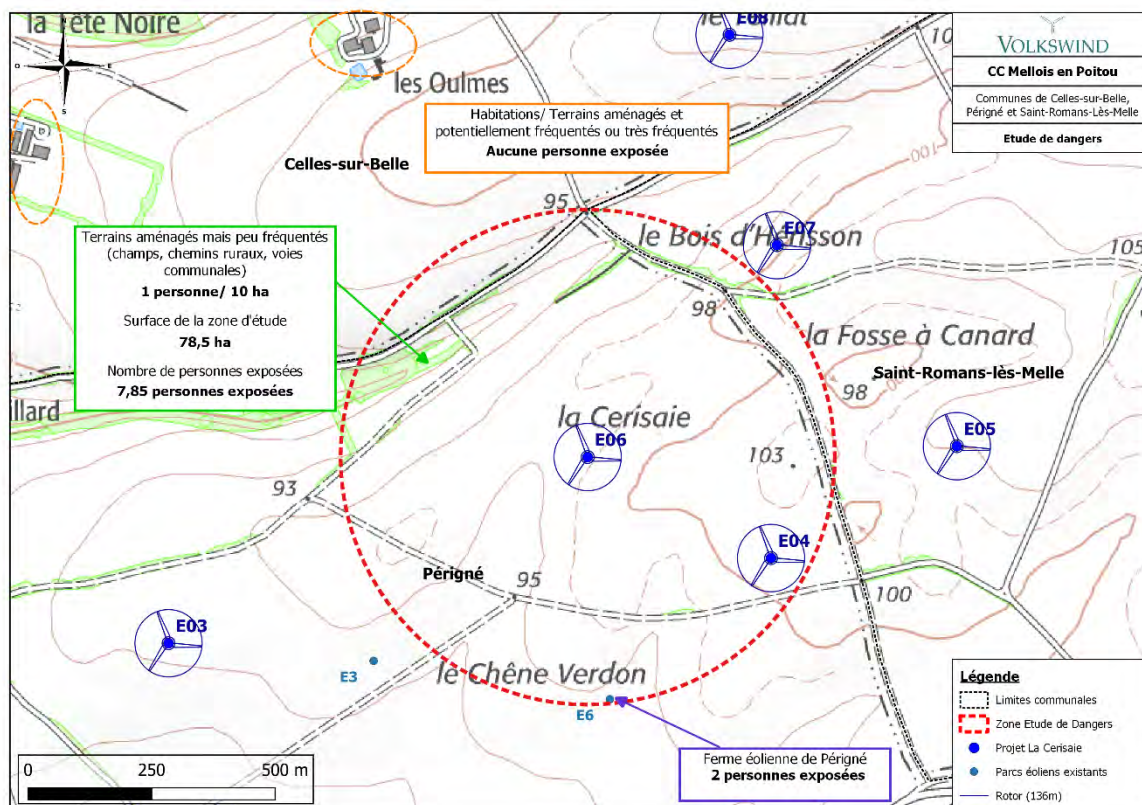 la Tête Noire
E08
O
E
S
les Oulmes
VOLKSWIND
CC Mellois en Poitou
Communes de Celles-sur-Belle,
Périgné et Saint-Romans-Lès-Melle
Etude de dangers
Habitations/ Terrains aménagés et
potentiellement fréquentés ou très fréquentés
Aucune personne exposée
Celles-sur-Belle
100
95
Terrains aménagés mais peu fréquentés
(champs, chemins ruraux, voies
communales)
1 personne/ 10 ha
Surface de la zone d'étude
78,5 ha
Nombre de personnes exposées
7,85 personnes exposées
le Bois d'Hérisson
E07
105
98
la Fosse à Canard
Saint-Romans-lès-Melle
98
illard
la Cerisaie
E06
E05
103
93
E04
Périgné
95
100
E03
E3
le Chêne Verdon
E6
Ferme éolienne de Périgné
2 personnes exposées
0
250
500 m
Légende
Limites communales
Zone Etude de Dangers
Projet La Cerisaie
Parcs éoliens existants
Rotor (136m)